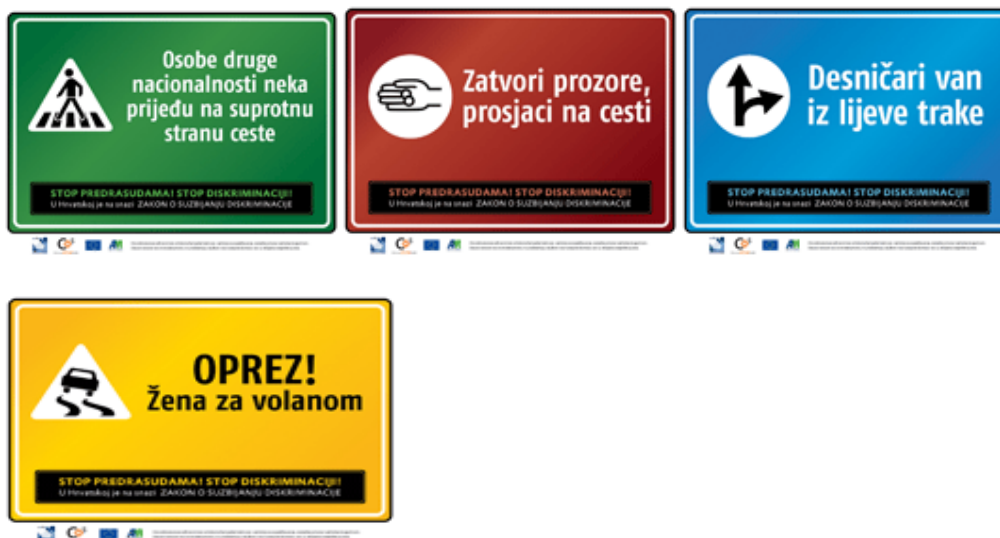 Osobe druge
nacionalnosti neka
prijeđu na suprotnu
stranu ceste
STOP PREDRASUDAMA! STOP DISKRIMINACIJI!
U Hrvatskoj je na snazi ZAKON O SUZBIJANJU DISKRIMINACIJE
Zatvori prozore,
prosjaci na cesti
STOP PREDRASUDAMA! STOP DISKRIMINACIJI!
U Hrvatskoj je na snazi ZAKON O SUZBIJANJU DISKRIMINACIJE
Desničari van
iz lijeve trake
STOP PREDRASUDAMA! STOP DISKRIMINACIJI!
U Hrvatskoj je na snazi ZAKON O SUZBIJANJU DISKRIMINACIJE
OPREZ!
Žena za volanom
STOP PREDRASUDAMA! STOP DISKRIMINACIJI!
U Hrvatskoj je na snazi ZAKON O SUZBIJANJU DISKRIMINACIJE